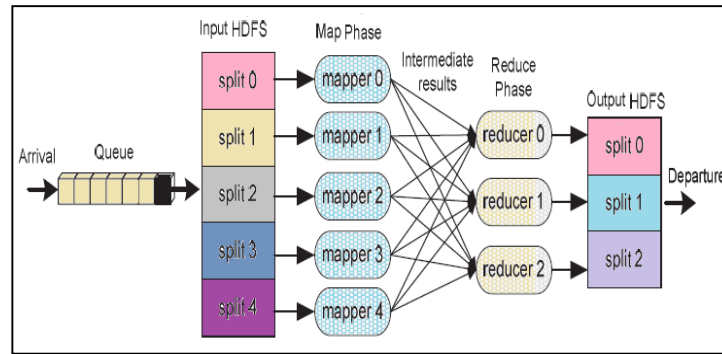 Input HDFS
Map Phase
Intermediate
results
Reduce
Phase
Output HDFS
Arrival
Queue
split 0
split 1
split 2
split 3
split 4
mapper 0
mapper 1
mapper 2
mapper 3
mapper 4
reducer 0
reducer 1
reducer 2
split 0
split 1
split 2
Departure